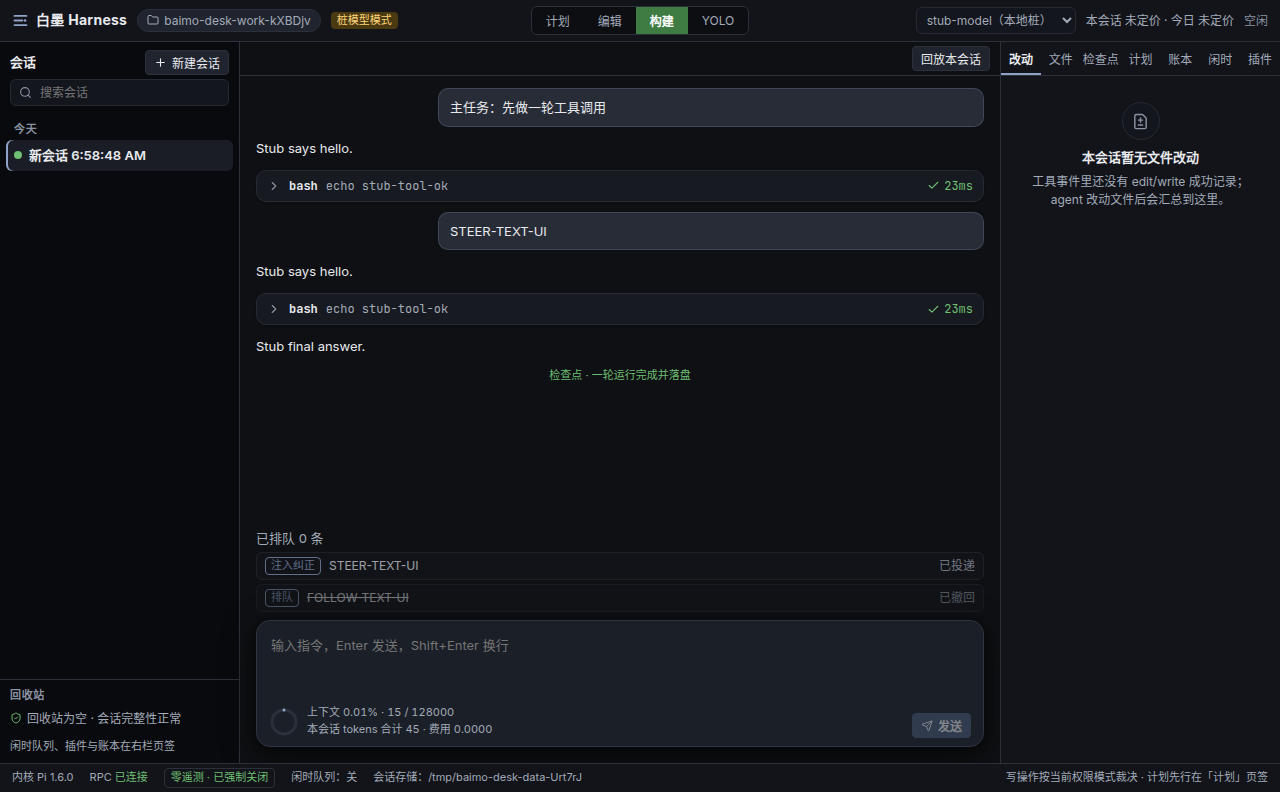 白墨 Harness
baimo-desk-work-kXBDjv
桩模型模式
计划
编辑
构建
YOLO
stub-model（本地桩）
本会话 未定价 · 今日 未定价
空闲
会话
新建会话
搜索会话
今天
新会话 6:58:48 AM
回收站
回收站为空 · 会话完整性正常
闲时队列、插件与账本在右栏页签
回放本会话
主任务：先做一轮工具调用
Stub says hello.
bash echo stub-tool-ok
23ms
STEER-TEXT-UI
Stub says hello.
bash echo stub-tool-ok
23ms
Stub final answer.
检查点 · 一轮运行完成并落盘
已排队 0 条
注入纠正 STEER-TEXT-UI 已投递
排队 FOLLOW-TEXT-UI 已撤回
输入指令，Enter 发送，Shift+Enter 换行
上下文 0.01% · 15 / 128000
本会话 tokens 合计 45 · 费用 0.0000
发送
改动
文件
检查点
计划
账本
闲时
插件
本会话暂无文件改动
工具事件里还没有 edit/write 成功记录；
agent 改动文件后会汇总到这里。
内核 Pi 1.6.0
RPC 已连接
零遥测 · 已强制关闭
闲时队列：关
会话存储：/tmp/baimo-desk-data-Urt7rJ
写操作按当前权限模式裁决 · 计划先行在「计划」页签